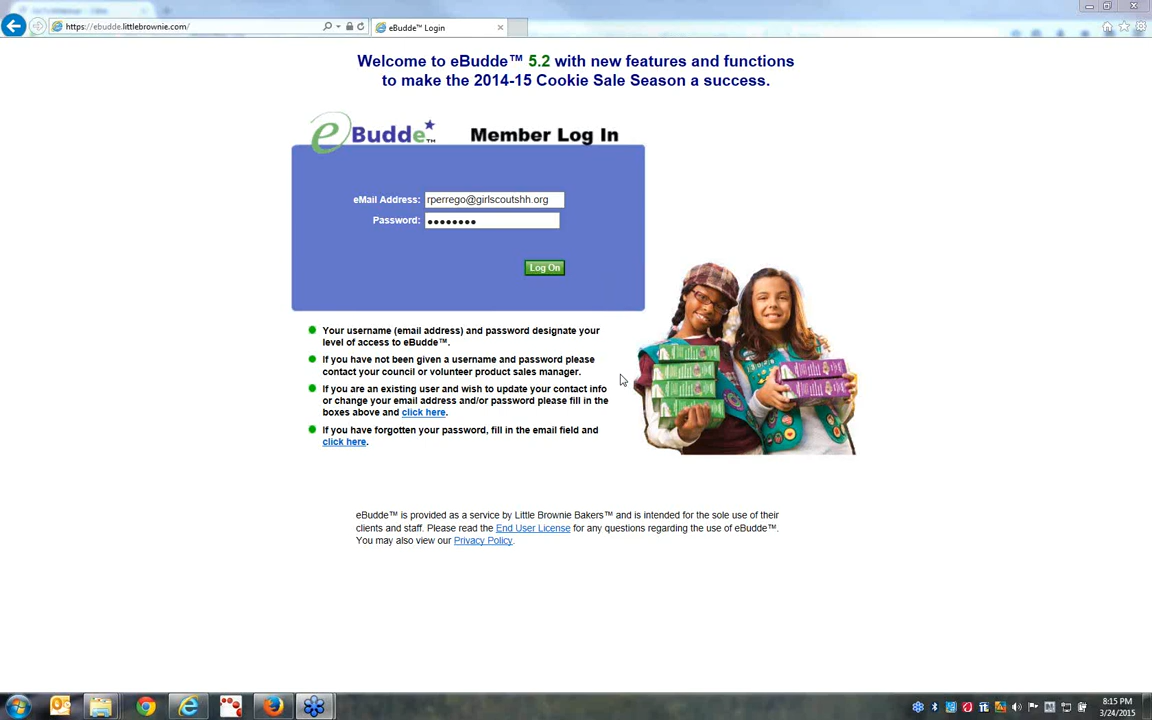 https://ebudde.littlebrownie.com/
eBudde™ Login
Welcome to eBudde™ 5.2 with new features and functions
to make the 2014-15 Cookie Sale Season a success.
eBudde™ Member Log In
eMail Address: rperrego@girlscoutshh.org
Password: ●●●●●●●●
Log On
Your username (email address) and password designate your
level of access to eBudde™.
If you have not been given a username and password please
contact your council or volunteer product sales manager.
If you are an existing user and wish to update your contact info
or change your email address and/or password please fill in the
boxes above and click here.
If you have forgotten your password, fill in the email field and
click here.
eBudde™ is provided as a service by Little Brownie Bakers™ and is intended for the sole use of their
clients and staff. Please read the End User License for any questions regarding the use of eBudde™.
You may also view our Privacy Policy.
8:15 PM
3/24/2015